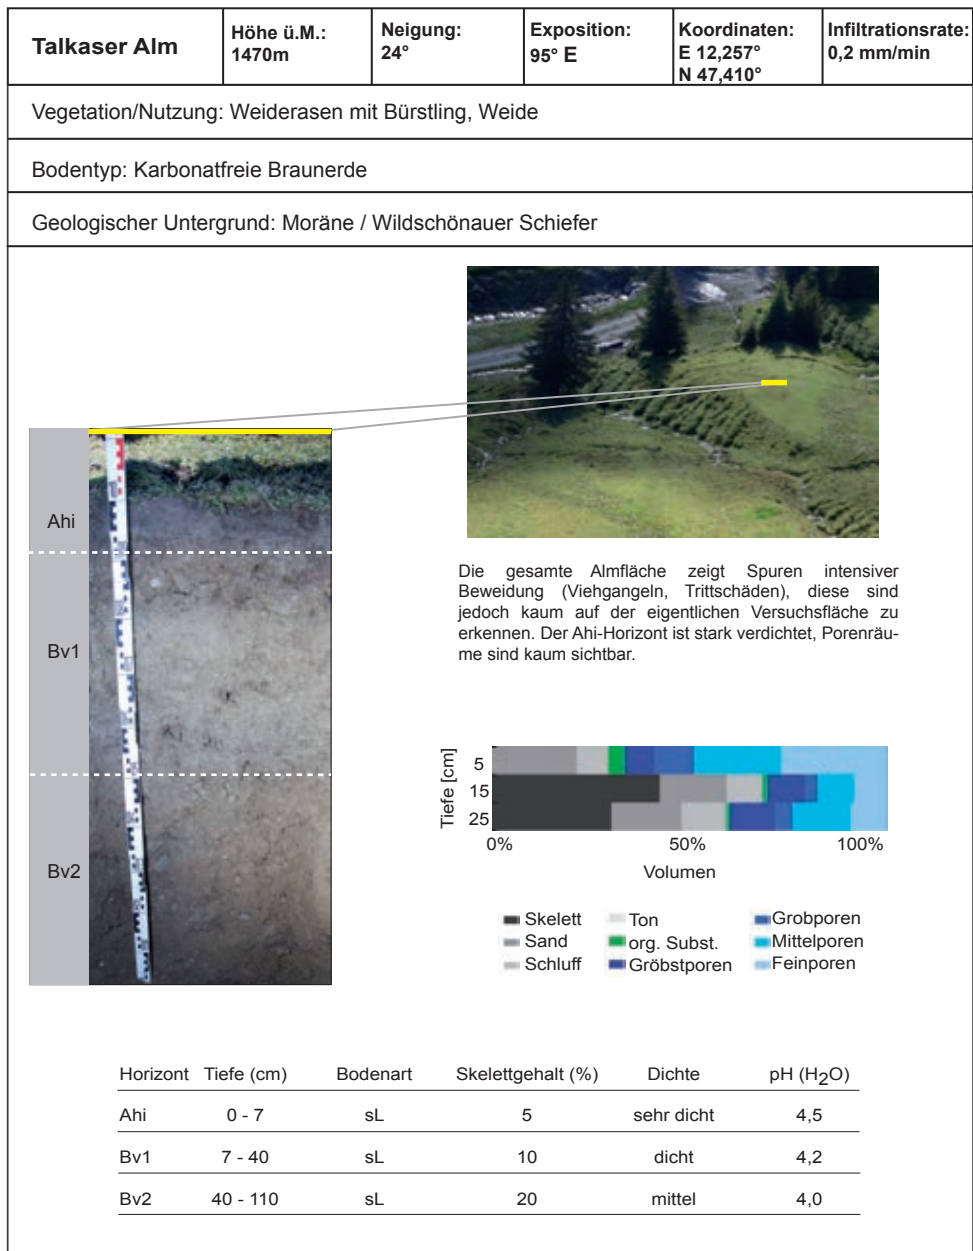 Talkaser Alm
Höhe ü.M.:
1470m
Neigung:
24°
Exposition:
95° E
Koordinaten:
E 12,257°
N 47,410°
Infiltrationsrate:
0,2 mm/min
Vegetation/Nutzung: Weiderasen mit Bürstling, Weide
Bodentyp: Karbonatfreie Braunerde
Geologischer Untergrund: Moräne / Wildschönauer Schiefer
Ahi
Bv1
Bv2
Die gesamte Almfläche zeigt Spuren intensiver
Beweidung (Viehgangeln, Trittschäden), diese sind
jedoch kaum auf der eigentlichen Versuchsfläche zu
erkennen. Der Ahi-Horizont ist stark verdichtet, Porenräu-
me sind kaum sichtbar.
Tiefe [cm]
5
15
25
0% 50% 100%
Volumen
Skelett Ton Grobporen
Sand org. Subst. Mittelporen
Schluff Gröbstporen Feinporen
Horizont Tiefe (cm) Bodenart Skelettgehalt (%) Dichte pH (H2O)
Ahi 0 - 7 sL 5 sehr dicht 4,5
Bv1 7 - 40 sL 10 dicht 4,2
Bv2 40 - 110 sL 20 mittel 4,0